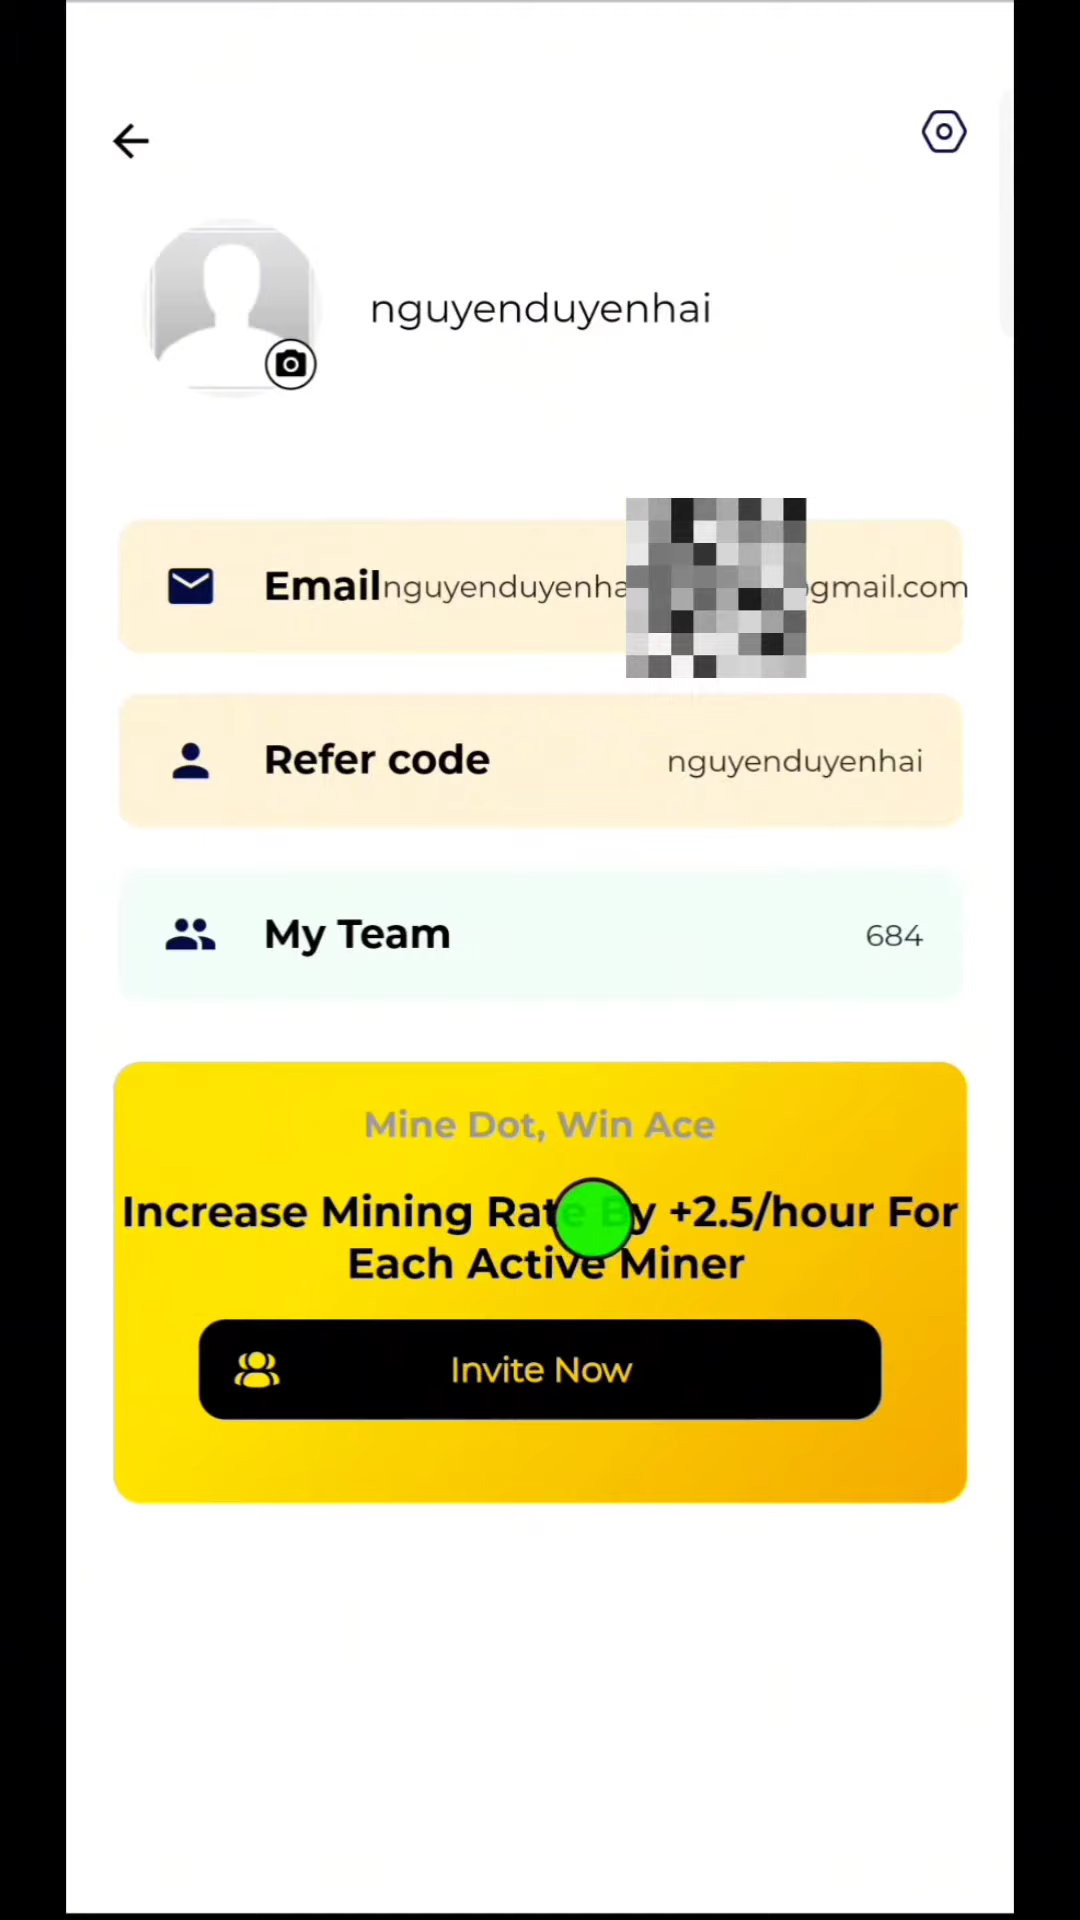 nguyenduyenhai
Email nguyenduyenha gmail.com
Refer code nguyenduyenhai
My Team 684
Mine Dot, Win Ace
Increase Mining Rate By +2.5/hour For
Each Active Miner
Invite Now